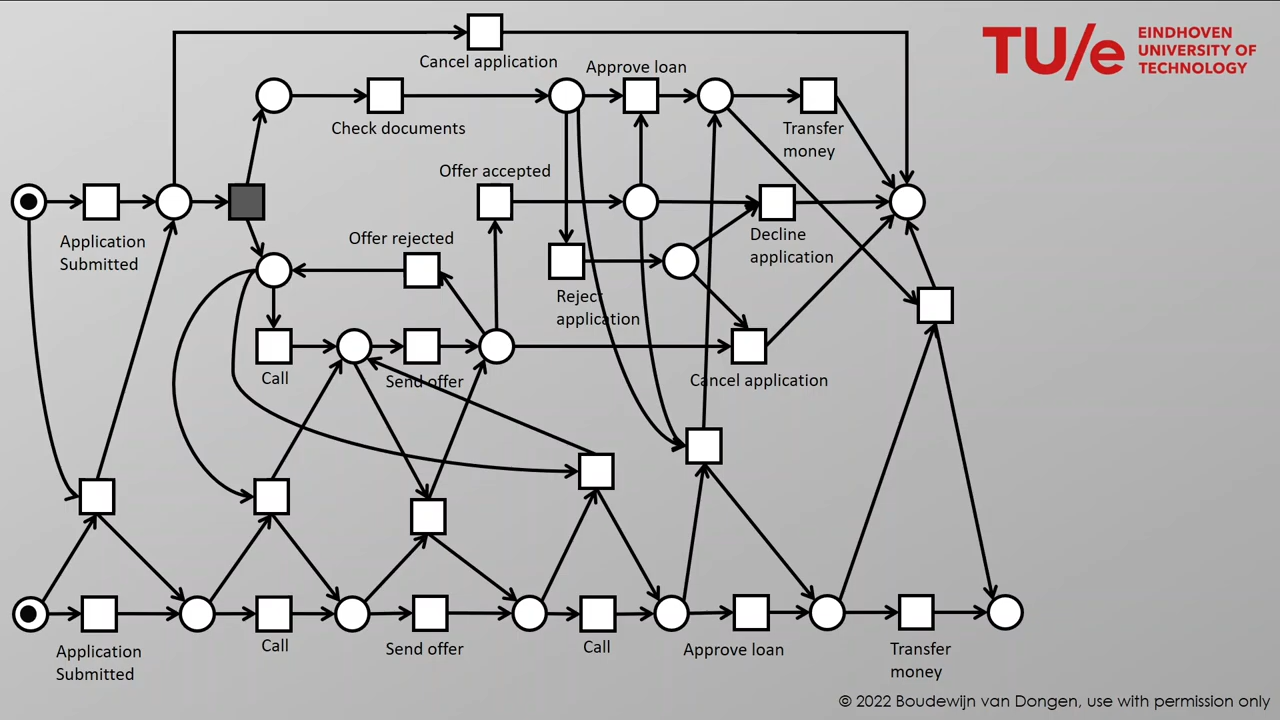 TU/e
EINDHOVEN
UNIVERSITY OF
TECHNOLOGY
Cancel application
Approve loan
Check documents
Transfer
money
Offer accepted
Application
Submitted
Offer rejected
Decline
application
Reject
application
Call
Send offer
Cancel application
Application
Submitted
Call
Send offer
Call
Approve loan
Transfer
money
© 2022 Boudewijn van Dongen, use with permission only